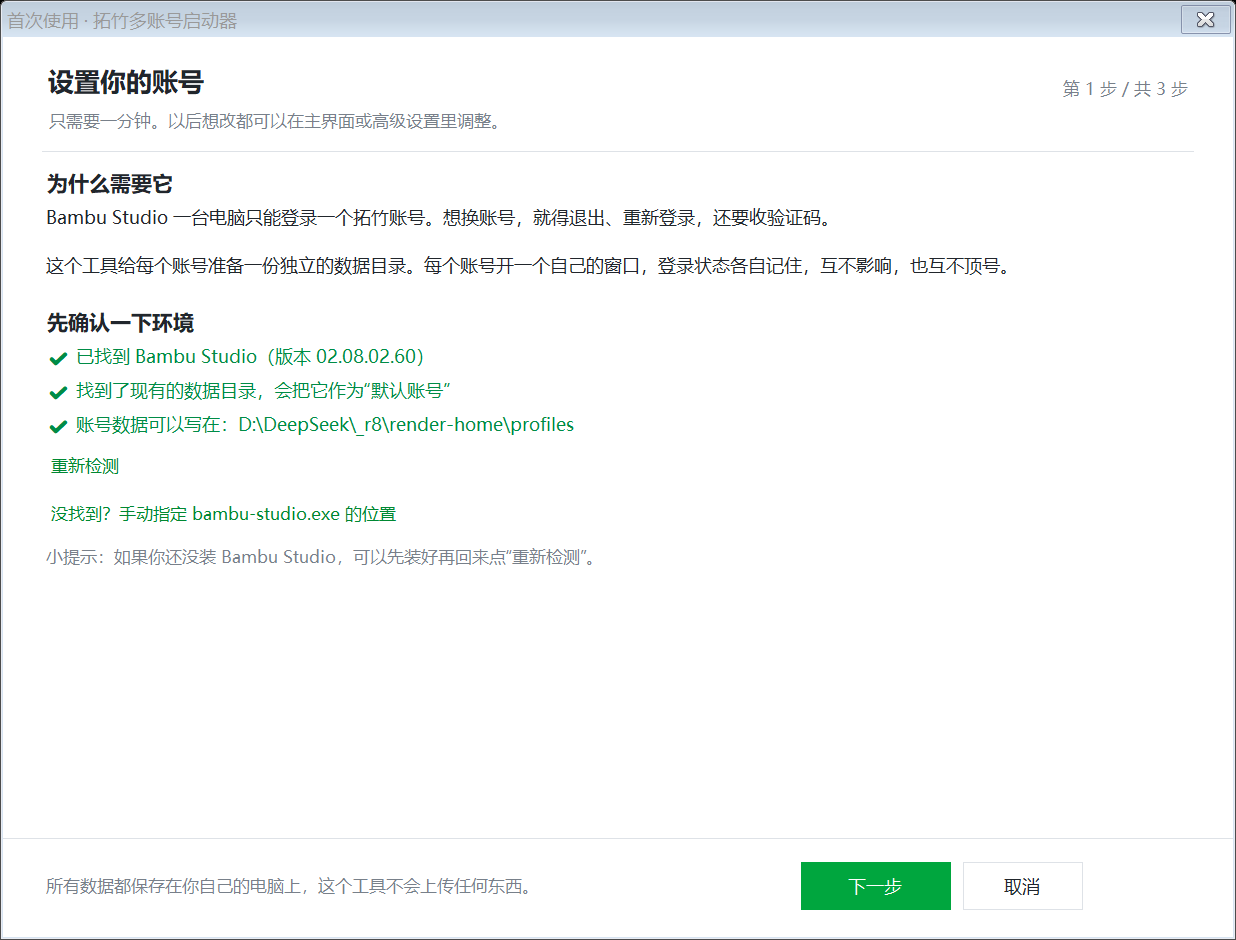 首次使用 · 拓竹多账号启动器
设置你的账号
第 1 步 / 共 3 步
只需要一分钟。以后想改都可以在主界面或高级设置里调整。
为什么需要它
Bambu Studio 一台电脑只能登录一个拓竹账号。想换账号，就得退出、重新登录，还要收验证码。
这个工具给每个账号准备一份独立的数据目录。每个账号开一个自己的窗口，登录状态各自记住，互不影响，也互不顶号。
先确认一下环境
已找到 Bambu Studio（版本 02.08.02.60）
找到了现有的数据目录，会把它作为“默认账号”
账号数据可以写在：D:\DeepSeek\_r8\render-home\profiles
重新检测
没找到？手动指定 bambu-studio.exe 的位置
小提示：如果你还没装 Bambu Studio，可以先装好再回来点“重新检测”。
所有数据都保存在你自己的电脑上，这个工具不会上传任何东西。
下一步
取消